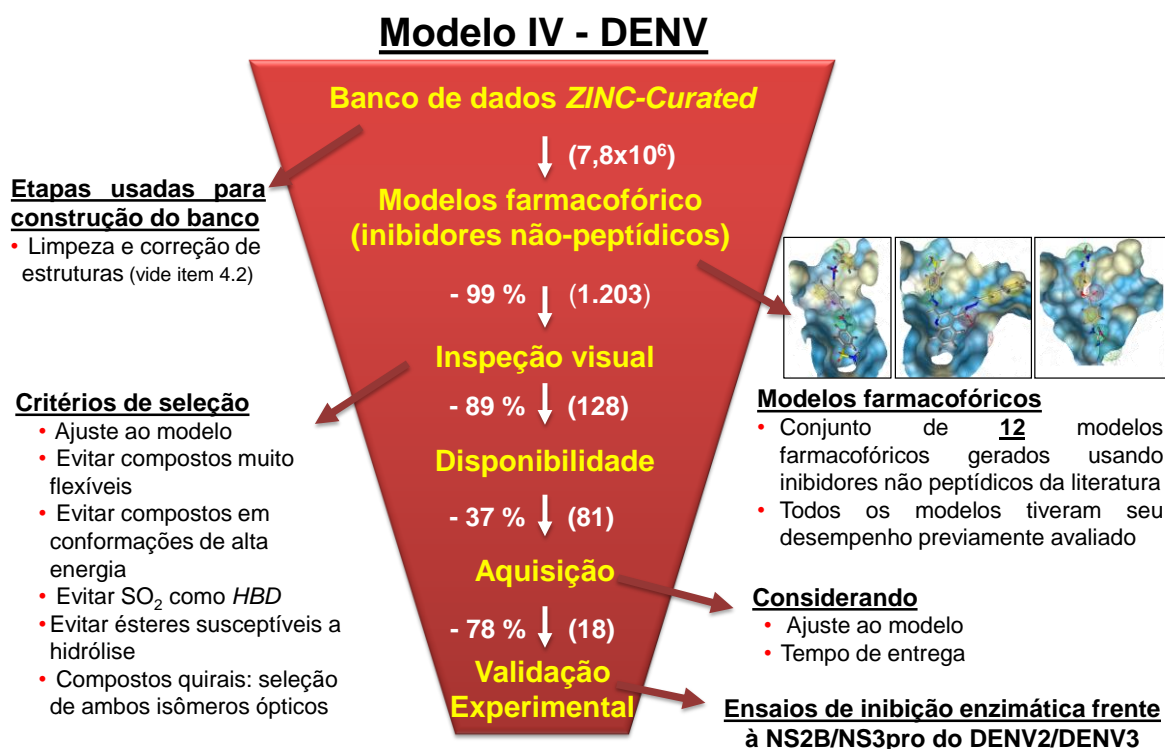 Modelo IV - DENV
Banco de dados ZINC-Curated
(7,8x10⁶)
Modelos farmacofórico
(inibidores não-peptídicos)
- 99 % (1.203)
Inspeção visual
- 89 % (128)
Disponibilidade
- 37 % (81)
Aquisição
- 78 % (18)
Validação
Experimental
Etapas usadas para
construção do banco
• Limpeza e correção de
estruturas (vide item 4.2)
Critérios de seleção
• Ajuste ao modelo
• Evitar compostos muito
flexíveis
• Evitar compostos em
conformações de alta
energia
• Evitar SO₂ como HBD
• Evitar ésteres susceptíveis a
hidrólise
• Compostos quirais: seleção
de ambos isômeros ópticos
Modelos farmacofóricos
• Conjunto de 12 modelos
farmacofóricos gerados usando
inibidores não peptídicos da literatura
• Todos os modelos tiveram seu
desempenho previamente avaliado
Considerando
• Ajuste ao modelo
• Tempo de entrega
Ensaios de inibição enzimática frente
à NS2B/NS3pro do DENV2/DENV3